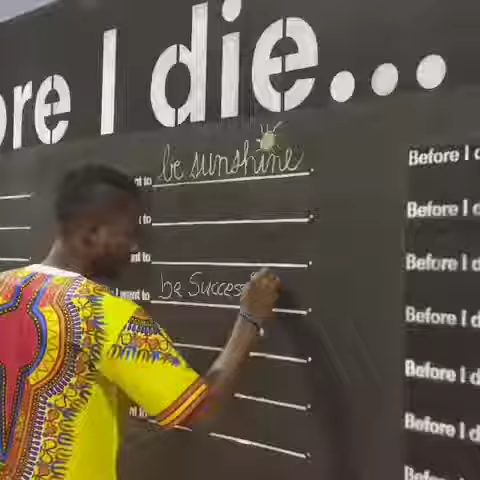 ore I die...
nt to be sunshine
I to
nt to
I want to be Success
Before I d
Before I d
Before I d
Before I d
Before I d
Before I d
Before I